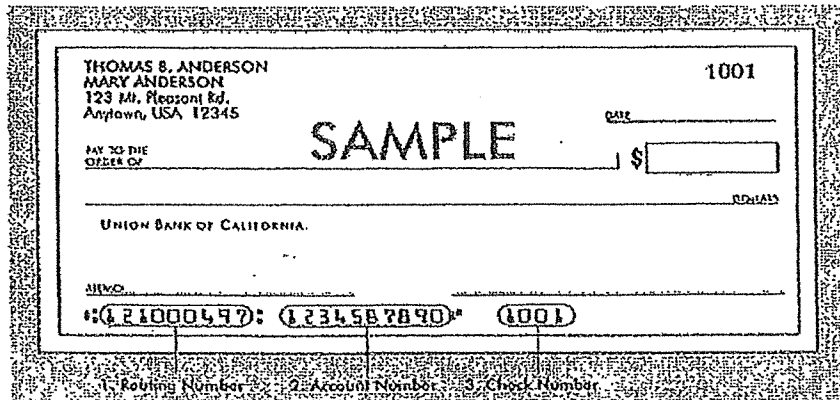 THOMAS B. ANDERSON
MARY ANDERSON
123 Mt. Pleasant Rd.
Anytown, USA 12345
1001
DATE
SAMPLE
PAY TO THE
ORDER OF
$
DOLLARS
UNION BANK OF CALIFORNIA.
MEMO
⑆121000497⑆ 1234567890⑈ 1001
1. Routing Number 2. Account Number 3. Check Number